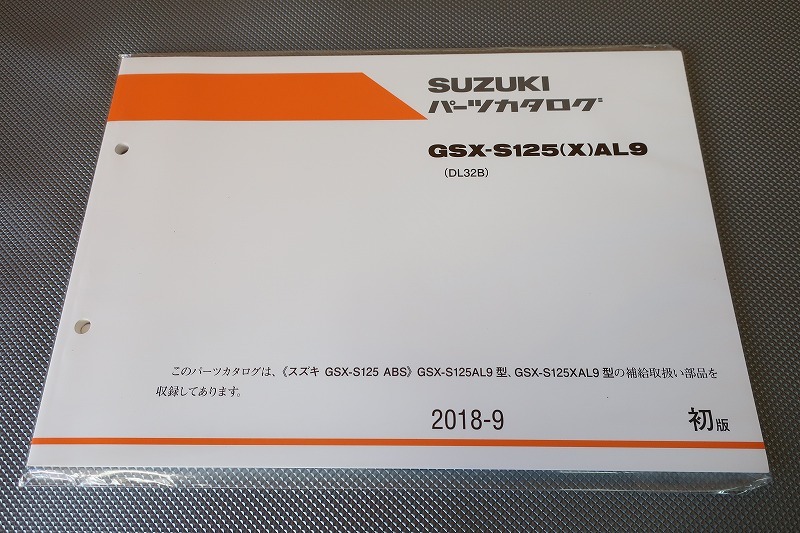 SUZUKI
パーツカタログ
GSX-S125(X)AL9
(DL32B)
このパーツカタログは、《スズキ GSX-S125 ABS》GSX-S125AL9 型、GSX-S125XAL9 型の補給取扱い部品を
収録してあります。
2018-9 初版